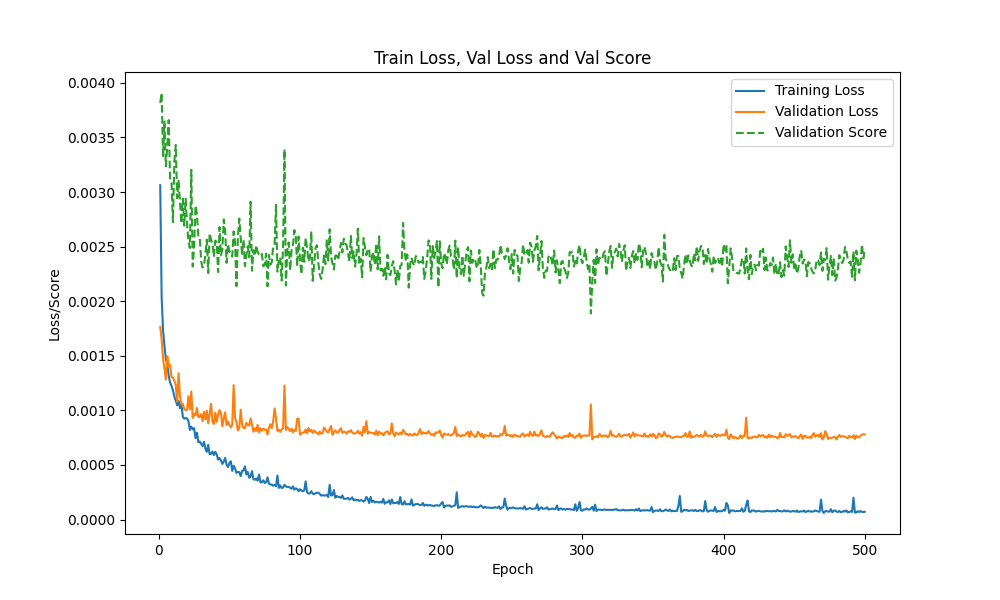 Train Loss, Val Loss and Val Score
Training Loss
Validation Loss
Validation Score
Loss/Score
0.0040
0.0035
0.0030
0.0025
0.0020
0.0015
0.0010
0.0005
0.0000
0 100 200 300 400 500
Epoch